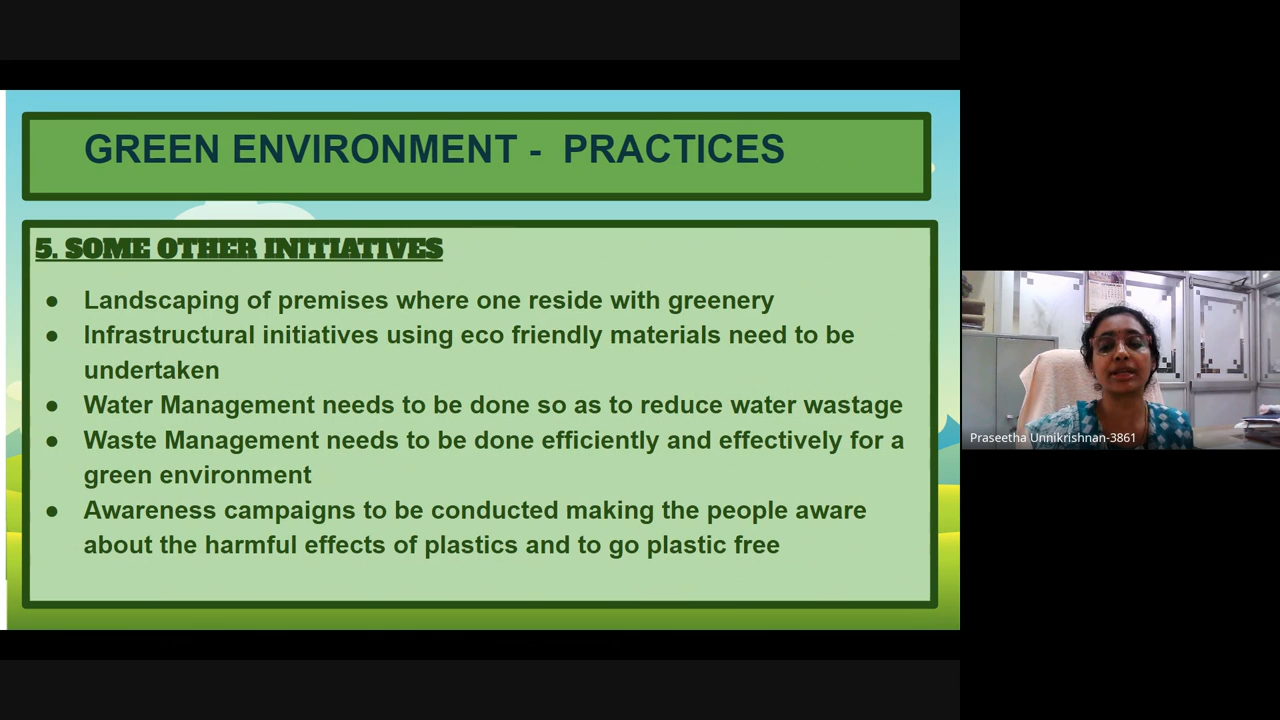 GREEN ENVIRONMENT - PRACTICES
5. SOME OTHER INITIATIVES
● Landscaping of premises where one reside with greenery
● Infrastructural initiatives using eco friendly materials need to be
undertaken
● Water Management needs to be done so as to reduce water wastage
● Waste Management needs to be done efficiently and effectively for a
green environment
● Awareness campaigns to be conducted making the people aware
about the harmful effects of plastics and to go plastic free
Praseetha Unnikrishnan-3861